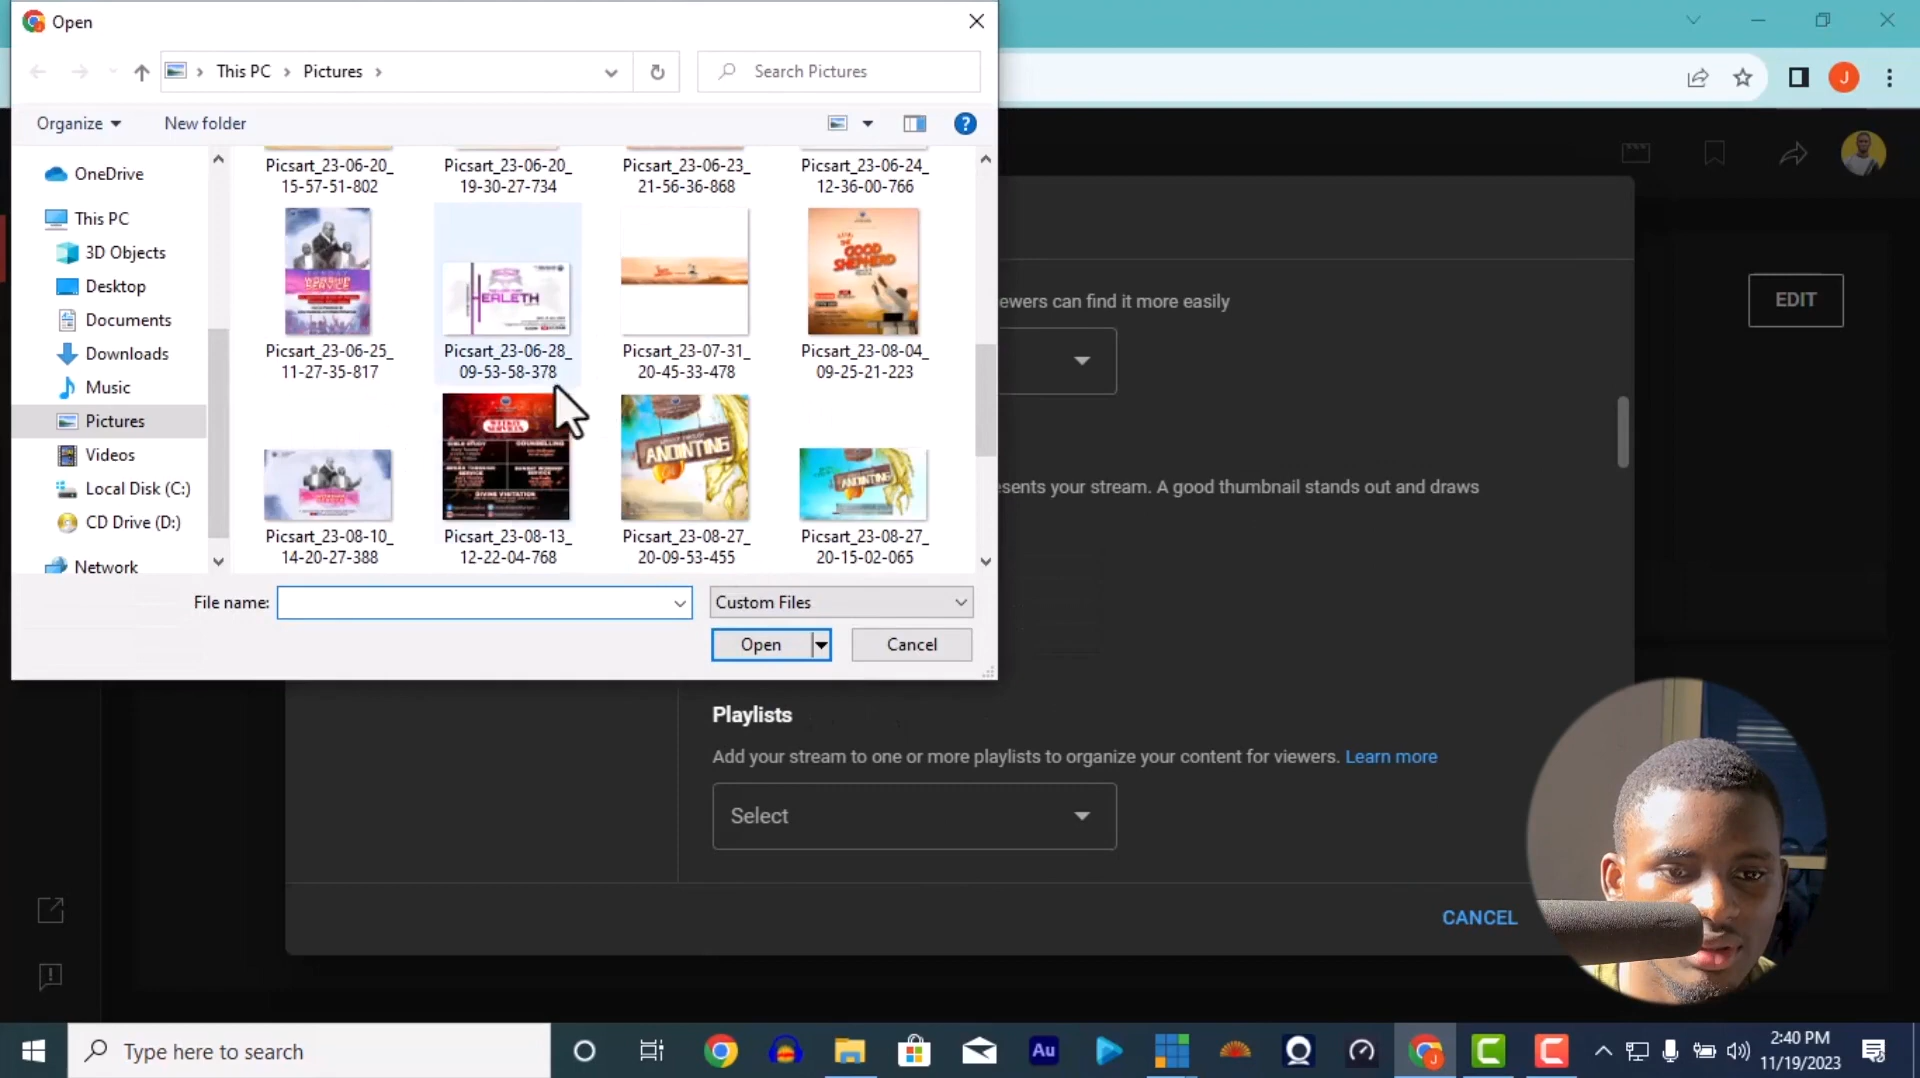 Open
This PC
Pictures
Search Pictures
Organize
New folder
OneDrive
This PC
3D Objects
Desktop
Documents
Downloads
Music
Pictures
Videos
Local Disk (C:)
CD Drive (D:)
Network
Picsart_23-06-20_
15-57-51-802
Picsart_23-06-20_
19-30-27-734
Picsart_23-06-23_
21-56-36-868
Picsart_23-06-24_
12-36-00-766
Picsart_23-06-25_
11-27-35-817
Picsart_23-06-28_
09-53-58-378
Picsart_23-07-31_
20-45-33-478
GOOD
SHEPHERD
Picsart_23-08-04_
09-25-21-223
Picsart_23-08-10_
14-20-27-388
Picsart_23-08-13_
12-22-04-768
ANOINTING
Picsart_23-08-27_
20-09-53-455
ANOINTING
Picsart_23-08-27_
20-15-02-065
File name:
Custom Files
Open
Cancel
J
EDIT
ewers can find it more easily
esents your stream. A good thumbnail stands out and draws
Playlists
Add your stream to one or more playlists to organize your content for viewers. Learn more
Select
CANCEL
Type here to search
Au
2:40 PM
11/19/2023